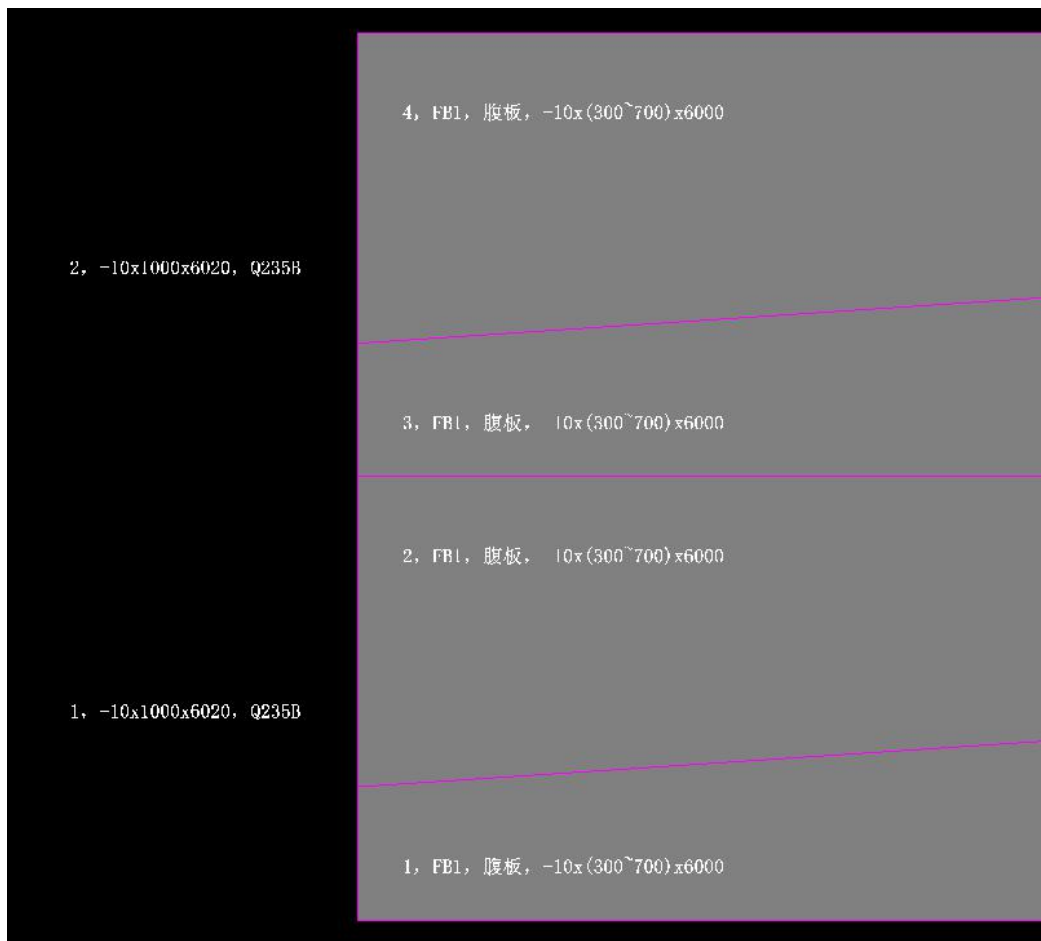 4, FB1, 腹板, -10x(300~700)x6000
2, -10x1000x6020, Q235B
3, FB1, 腹板, 10x(300~700)x6000
2, FB1, 腹板, 10x(300~700)x6000
1, -10x1000x6020, Q235B
1, FB1, 腹板, -10x(300~700)x6000